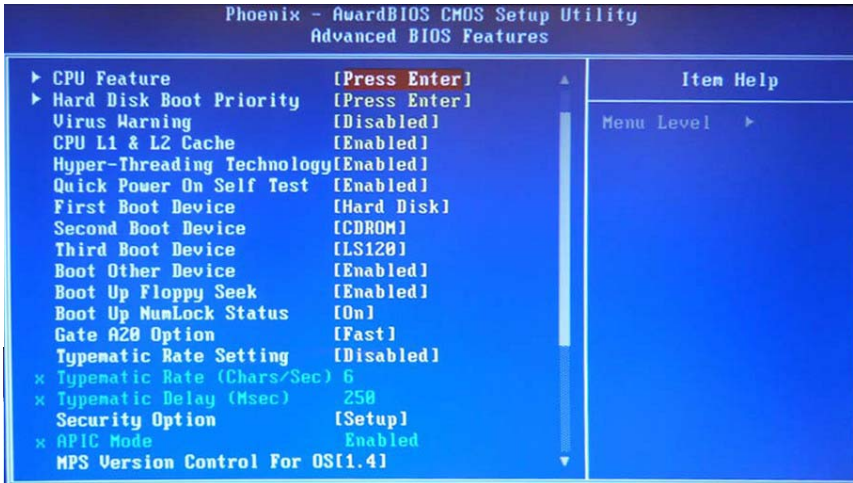 Phoenix - AwardBIOS CMOS Setup Utility
Advanced BIOS Features
CPU Feature [Press Enter]
Hard Disk Boot Priority [Press Enter]
Virus Warning [Disabled]
CPU L1 & L2 Cache [Enabled]
Hyper-Threading Technology[Enabled]
Quick Power On Self Test [Enabled]
First Boot Device [Hard Disk]
Second Boot Device [CDROM]
Third Boot Device [LS120]
Boot Other Device [Enabled]
Boot Up Floppy Seek [Enabled]
Boot Up NumLock Status [On]
Gate A20 Option [Fast]
Typematic Rate Setting [Disabled]
x Typematic Rate (Chars/Sec) 6
x Typematic Delay (Msec) 250
Security Option [Setup]
x APIC Mode Enabled
MPS Version Control For OS[1.4]
Item Help
Menu Level